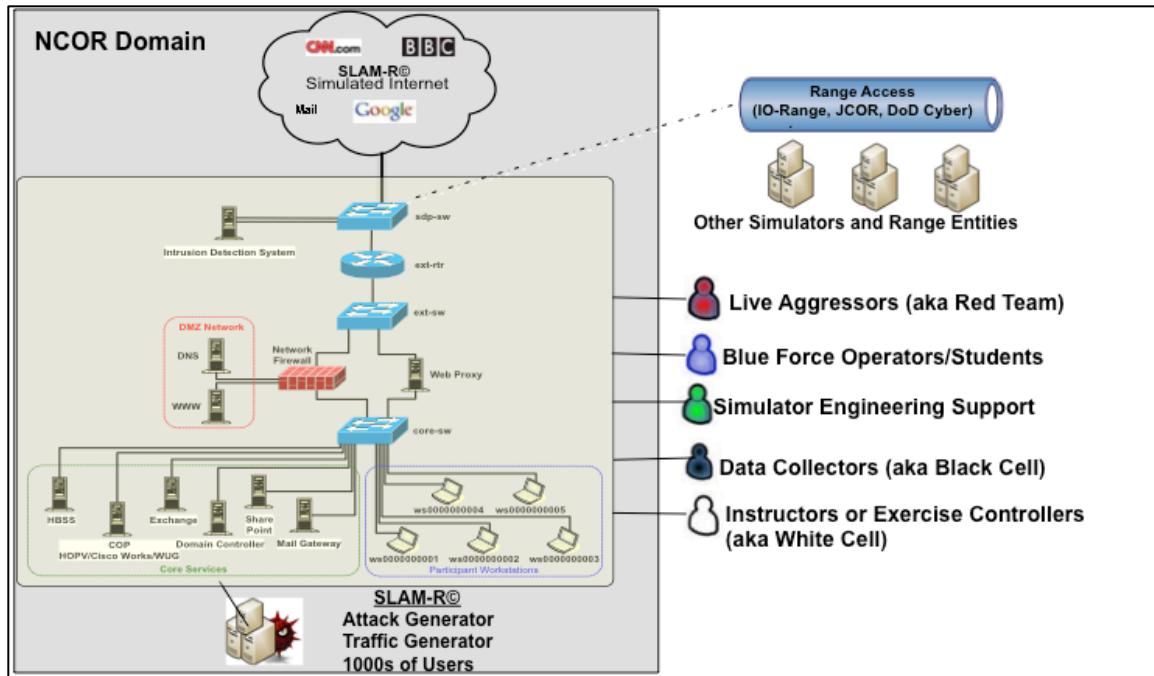 NCOR Domain
CNN.com
BBC
SLAM-R©
Simulated Internet
Mail
Google
Range Access
(IO-Range, JCOR, DoD Cyber)
Other Simulators and Range Entities
sdp-sw
Intrusion Detection System
ext-rtr
ext-sw
DMZ Network
DNS
WWW
Network
Firewall
Web Proxy
core-sw
HBSS
COP
HOPV/Cisco Works/WUG
Exchange
Domain Controller
Share
Point
Mail Gateway
Core Services
ws0000000004
ws0000000005
ws0000000001
ws0000000002
ws0000000003
Participant Workstations
Live Aggressors (aka Red Team)
Blue Force Operators/Students
Simulator Engineering Support
Data Collectors (aka Black Cell)
Instructors or Exercise Controllers
(aka White Cell)
SLAM-R©
Attack Generator
Traffic Generator
1000s of Users